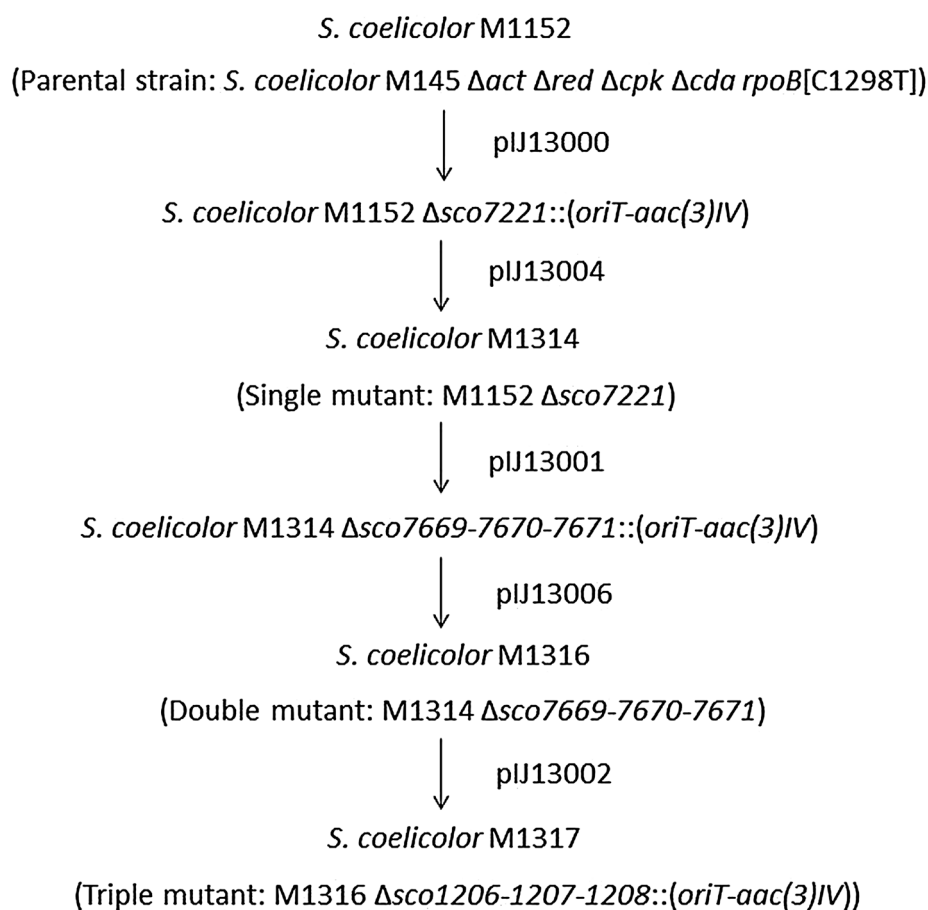 S. coelicolor M1152
(Parental strain: S. coelicolor M145 Δact Δred Δcpk Δcda rpoB[C1298T])
pIJ13000
S. coelicolor M1152 Δsco7221::(oriT-aac(3)IV)
pIJ13004
S. coelicolor M1314
(Single mutant: M1152 Δsco7221)
pIJ13001
S. coelicolor M1314 Δsco7669-7670-7671::(oriT-aac(3)IV)
pIJ13006
S. coelicolor M1316
(Double mutant: M1314 Δsco7669-7670-7671)
pIJ13002
S. coelicolor M1317
(Triple mutant: M1316 Δsco1206-1207-1208::(oriT-aac(3)IV))